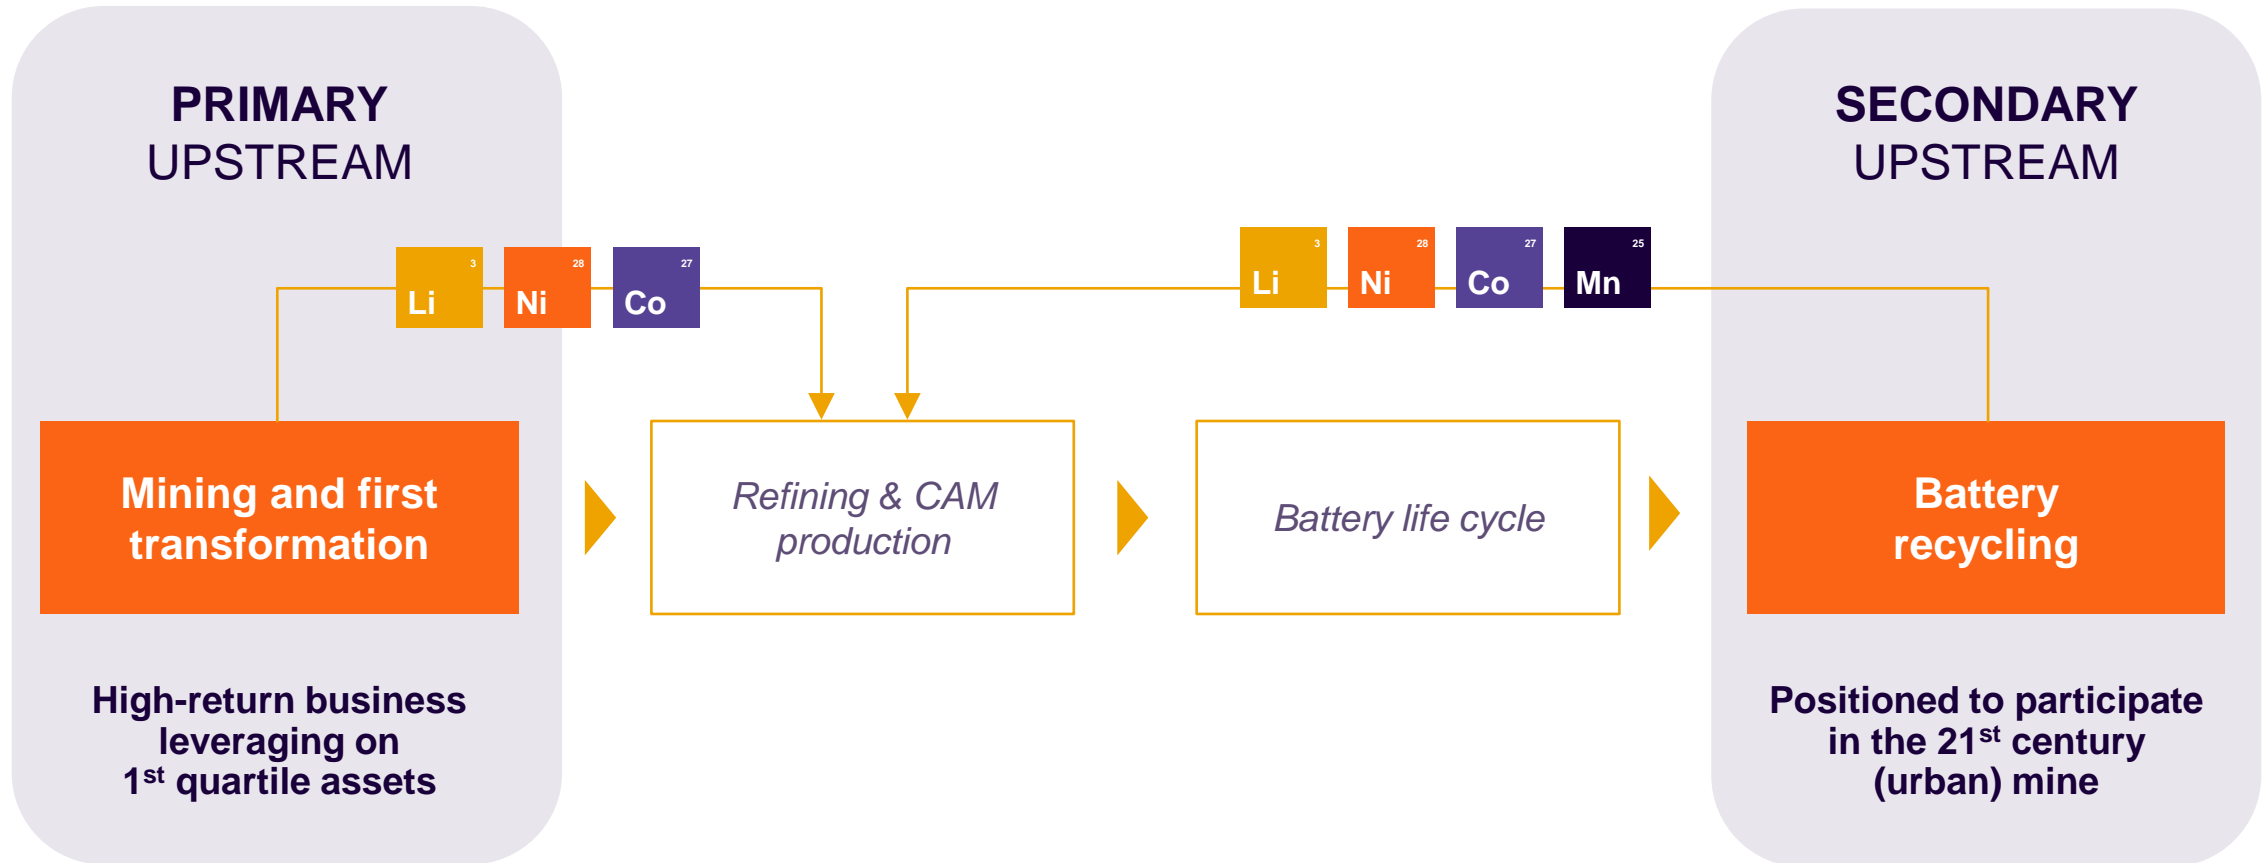 PRIMARY
UPSTREAM
3
Li
28
Ni
27
Co
Mining and first
transformation
High-return business
leveraging on
1st quartile assets
Refining & CAM
production
Battery life cycle
3
Li
28
Ni
27
Co
25
Mn
SECONDARY
UPSTREAM
Battery
recycling
Positioned to participate
in the 21st century
(urban) mine